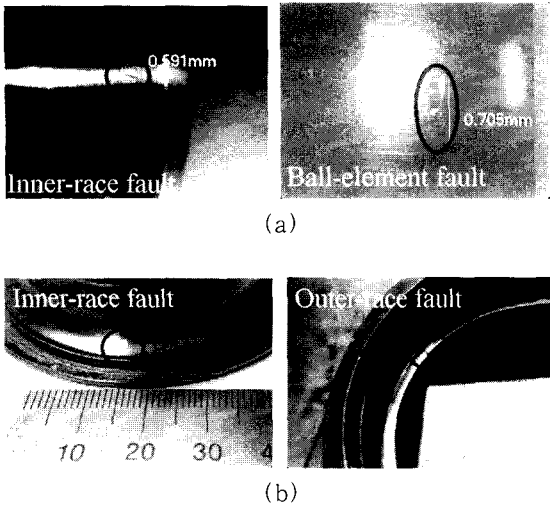 0.591mm
Inner-race fault
0.705mm
Ball-element fault
(a)
Inner-race fault
10 20 30 4
Outer-race fault
(b)